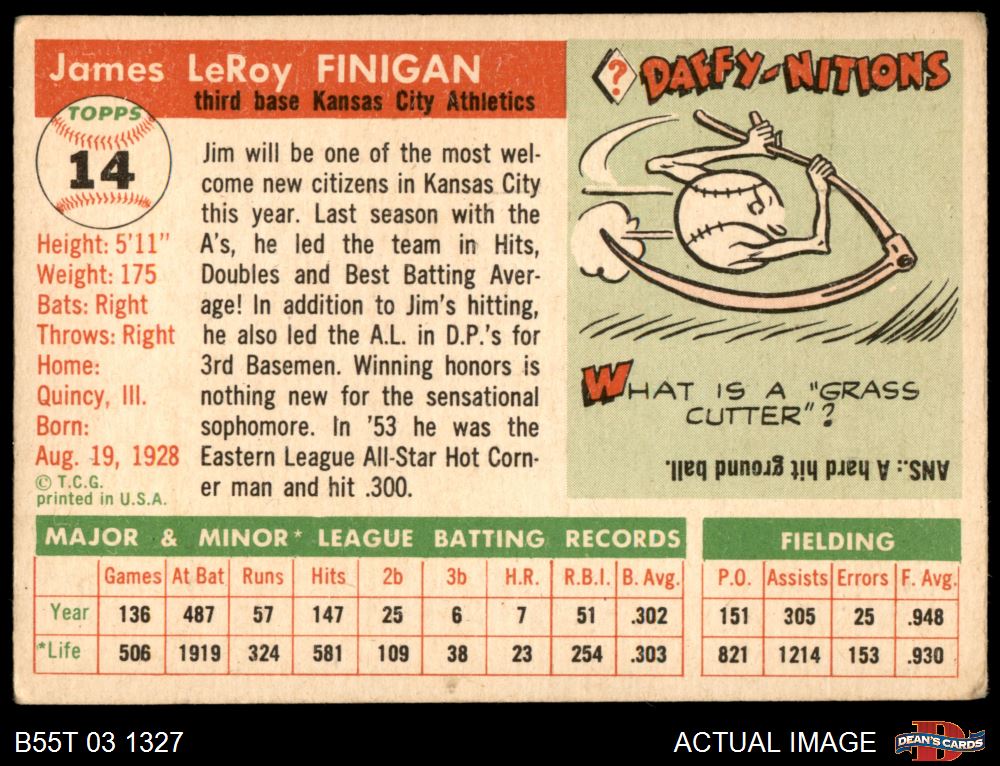 James LeRoy FINIGAN
third base Kansas City Athletics
TOPPS
14
Height: 5'11"
Weight: 175
Bats: Right
Throws: Right
Home:
Quincy, Ill.
Born:
Aug. 19, 1928
© T.C.G.
printed in U.S.A.
Jim will be one of the most wel-
come new citizens in Kansas City
this year. Last season with the
A's, he led the team in Hits,
Doubles and Best Batting Aver-
age! In addition to Jim's hitting,
he also led the A.L. in D.P.'s for
3rd Basemen. Winning honors is
nothing new for the sensational
sophomore. In '53 he was the
Eastern League All-Star Hot Corn-
er man and hit .300.
? DAFFY-NITIONS
WHAT IS A "GRASS
CUTTER"?
ANS.: A hard hit ground ball.
MAJOR & MINOR* LEAGUE BATTING RECORDS
Games At Bat Runs Hits 2b 3b H.R. R.B.I. B. Avg.
Year 136 487 57 147 25 6 7 51 .302
*Life 506 1919 324 581 109 38 23 254 .303
FIELDING
P.O. Assists Errors F. Avg.
151 305 25 .948
821 1214 153 .930
B55T 03 1327
ACTUAL IMAGE
DEAN'S CARDS